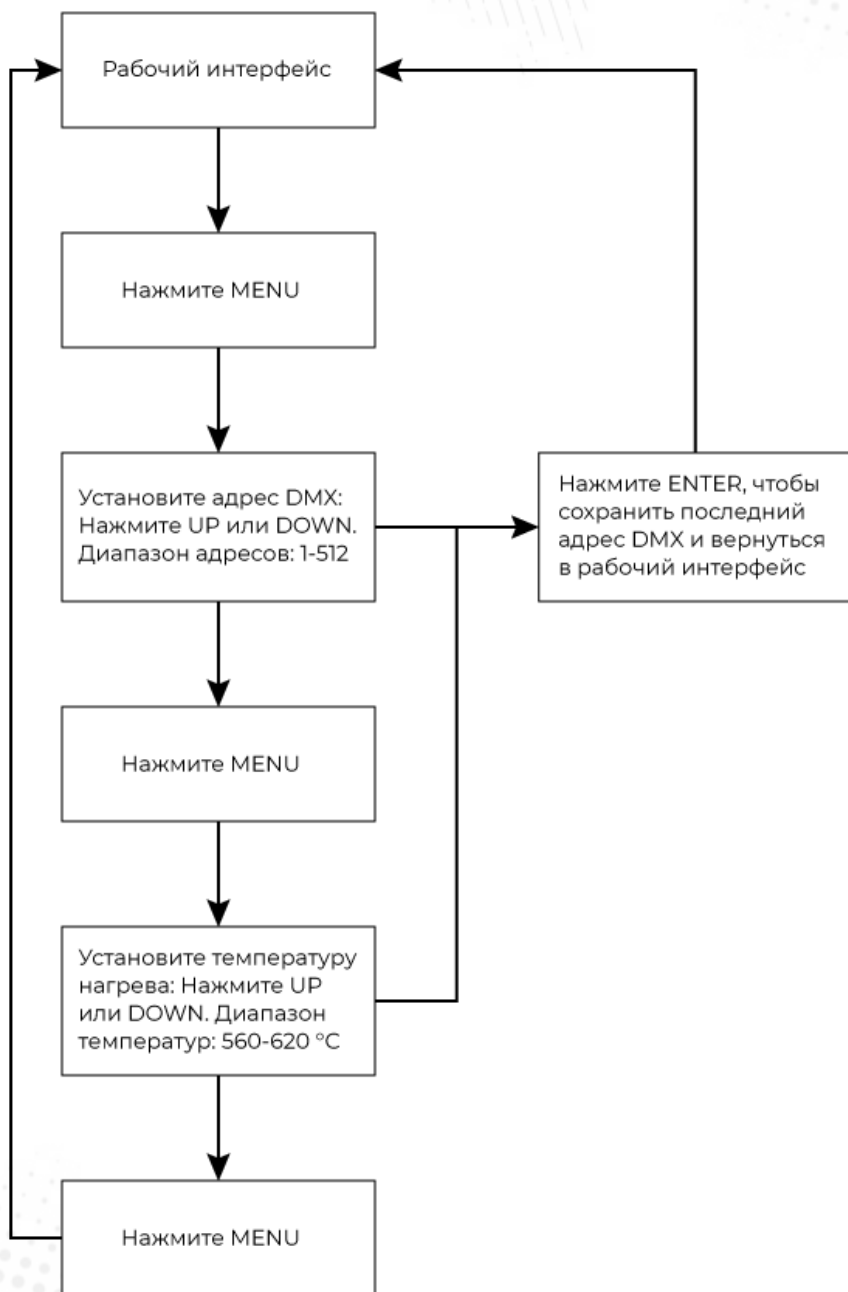 Рабочий интерфейс
Нажмите MENU
Установите адрес DMX:
Нажмите UP или DOWN.
Диапазон адресов: 1-512
Нажмите ENTER, чтобы
сохранить последний
адрес DMX и вернуться
в рабочий интерфейс
Нажмите MENU
Установите температуру
нагрева: Нажмите UP
или DOWN. Диапазон
температур: 560-620 °C
Нажмите MENU